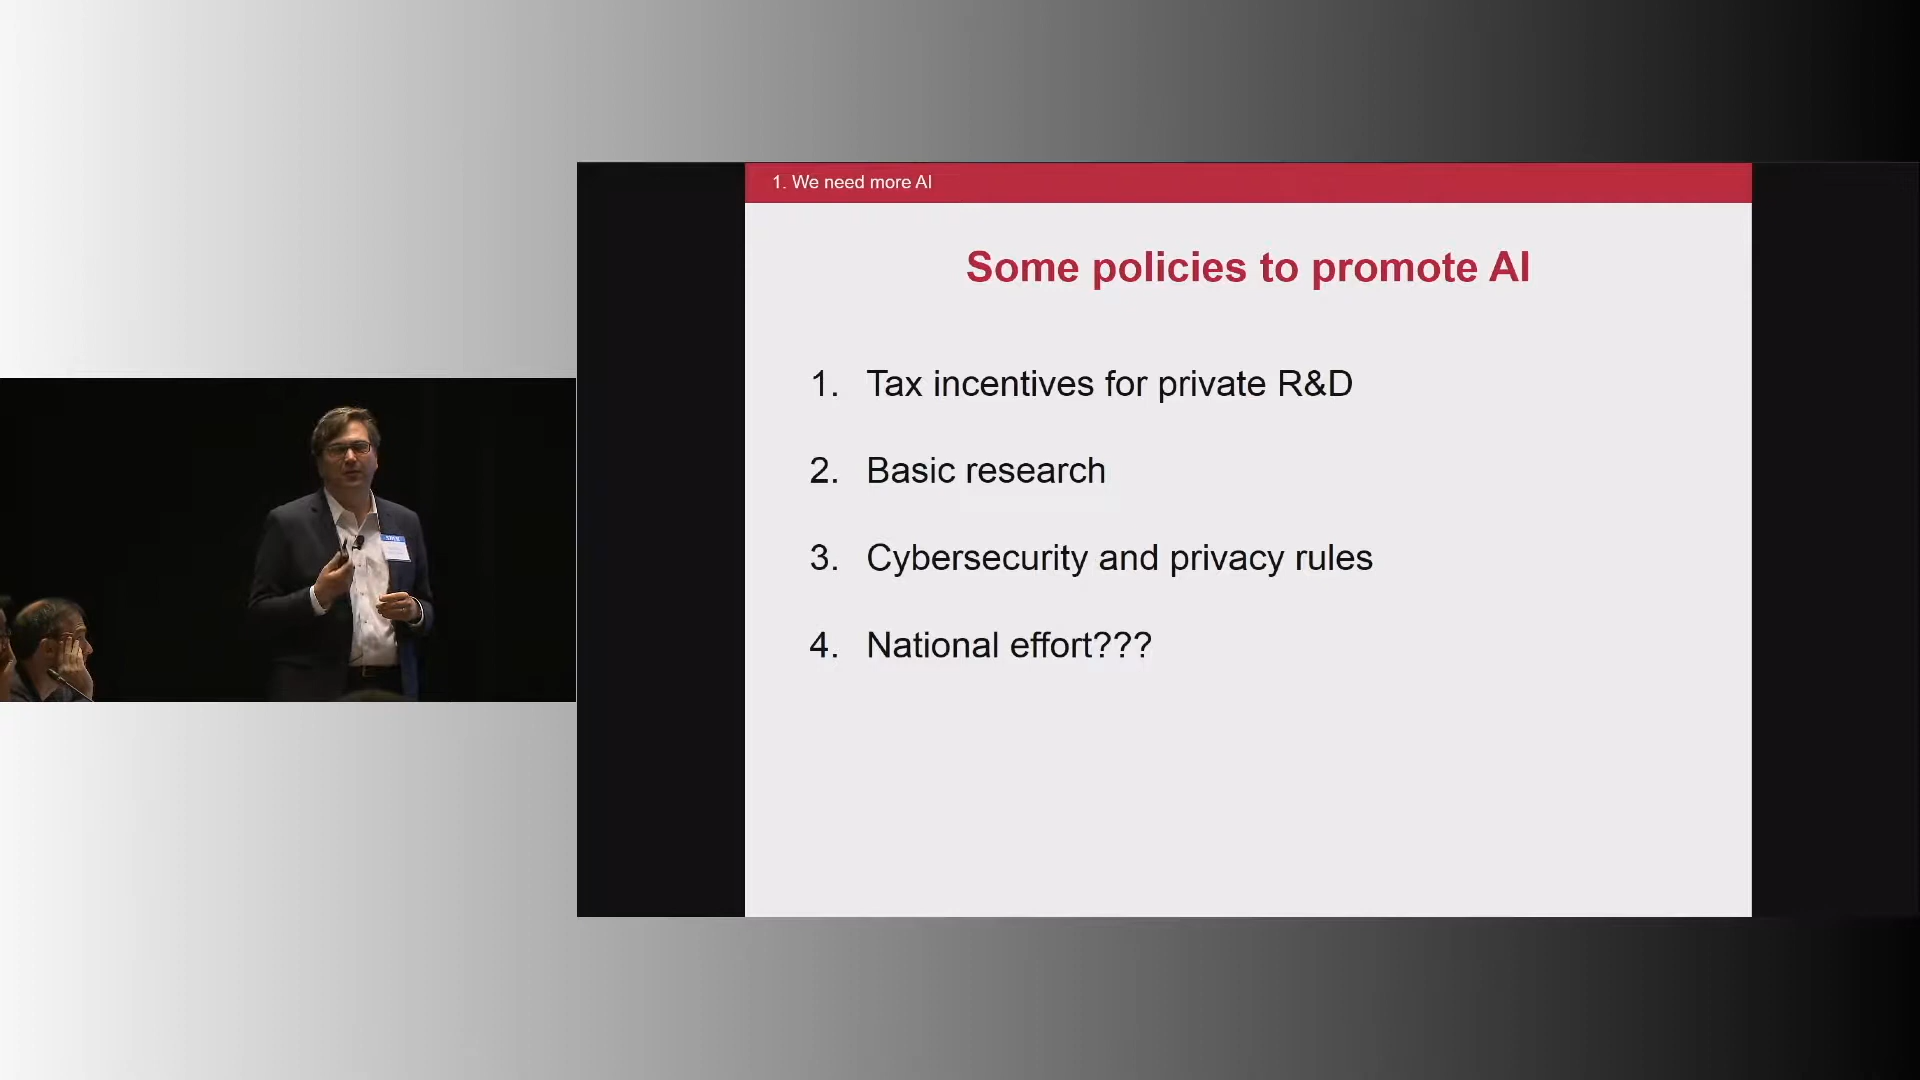 1. We need more AI
Some policies to promote AI
1. Tax incentives for private R&D
2. Basic research
3. Cybersecurity and privacy rules
4. National effort???